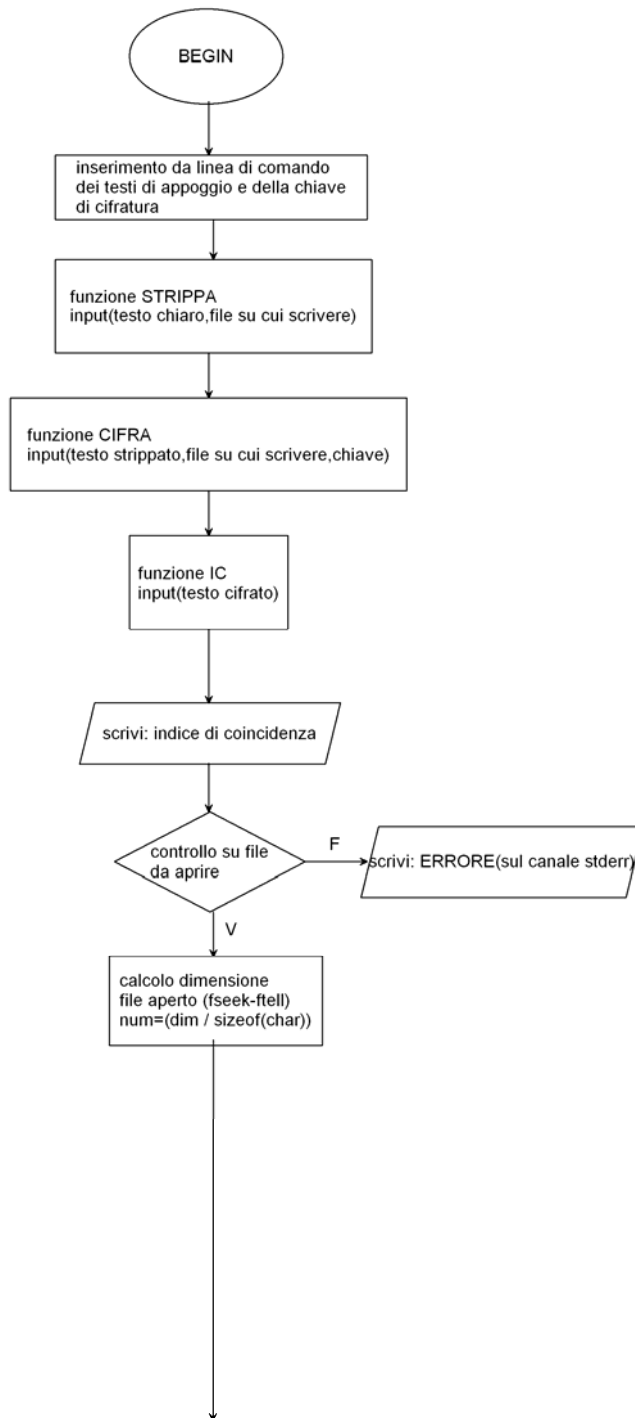 BEGIN
inserimento da linea di comando
dei testi di appoggio e della chiave
di cifratura
funzione STRIPPA
input(testo chiaro,file su cui scrivere)
funzione CIFRA
input(testo strippato,file su cui scrivere,chiave)
funzione IC
input(testo cifrato)
scrivi: indice di coincidenza
controllo su file
da aprire
F
scrivi: ERRORE(sul canale stderr)
V
calcolo dimensione
file aperto (fseek-ftell)
num=(dim / sizeof(char))